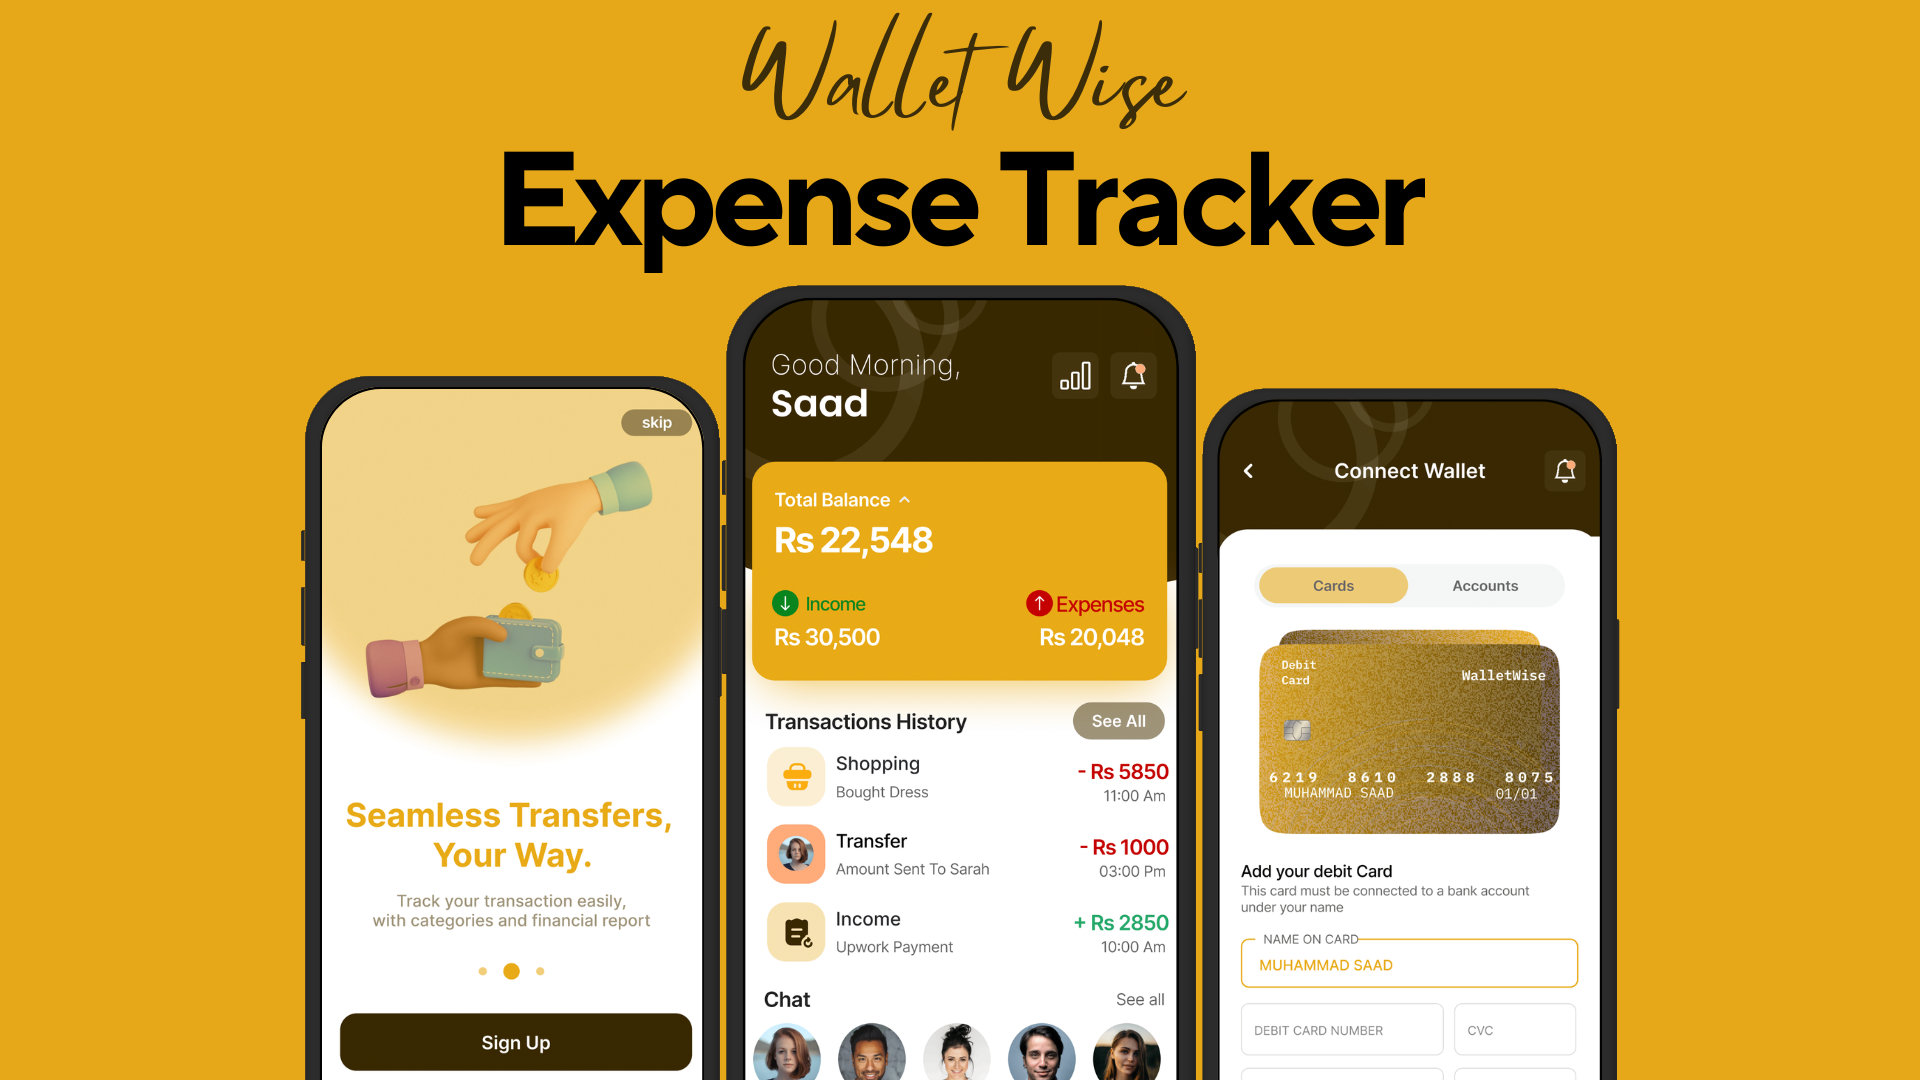 Wallet Wise
Expense Tracker
skip
Seamless Transfers,
Your Way.
Track your transaction easily,
with categories and financial report
Sign Up
Good Morning,
Saad
Total Balance
Rs 22,548
Income
Expenses
Rs 30,500
Rs 20,048
Transactions History
See All
Shopping
- Rs 5850
Bought Dress
11:00 Am
Transfer
- Rs 1000
Amount Sent To Sarah
03:00 Pm
Income
+ Rs 2850
Upwork Payment
10:00 Am
Chat
See all
Connect Wallet
Cards
Accounts
Debit
Card
WalletWise
6219 8610 2888 8075
MUHAMMAD SAAD
01/01
Add your debit Card
This card must be connected to a bank account
under your name
NAME ON CARD
MUHAMMAD SAAD
DEBIT CARD NUMBER
CVC